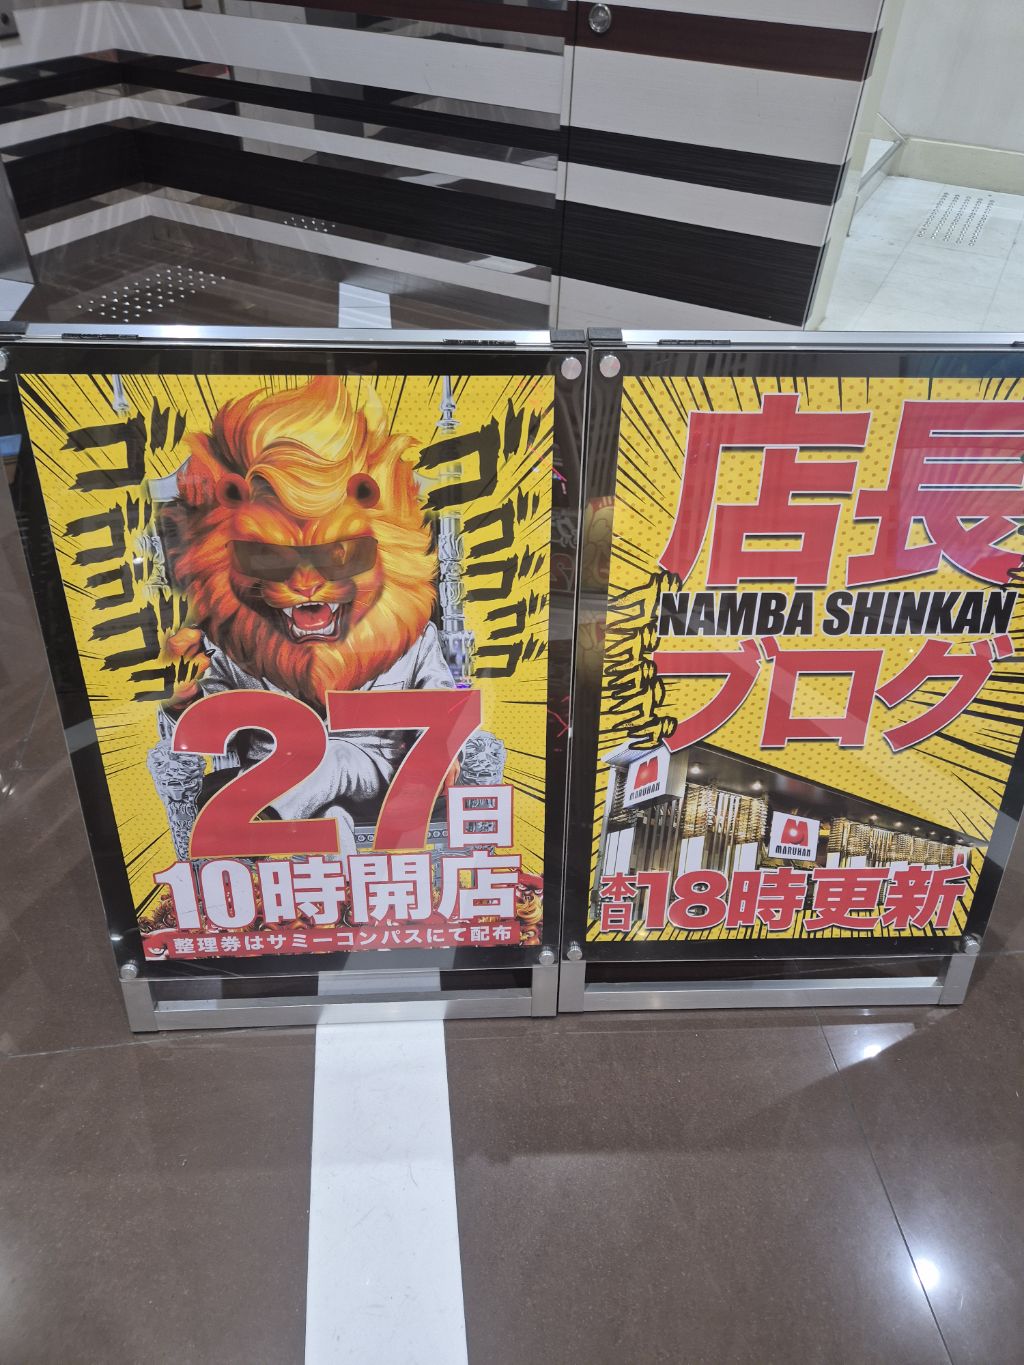 ゴゴゴゴゴ
ゴゴゴゴゴ
27日
10時開店
整理券はサミーコンパスにて配布
店長
NAMBA SHINKAN
ブログ
MARUHAN
MARUHAN
本日18時更新